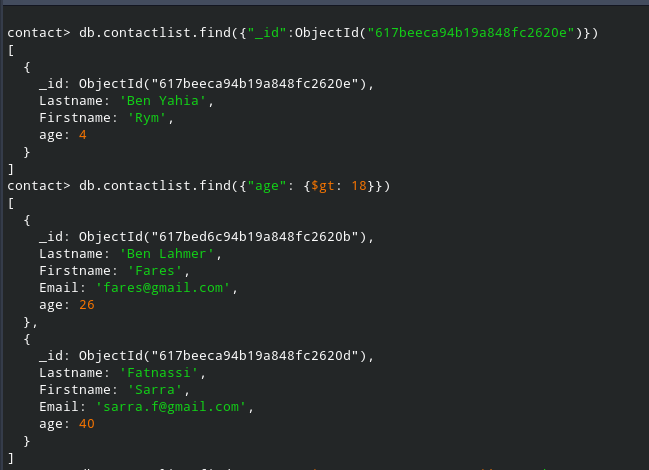 contact> db.contactlist.find({"_id":ObjectId("617beeca94b19a848fc2620e")})
[
  {
    _id: ObjectId("617beeca94b19a848fc2620e"),
    Lastname: 'Ben Yahia',
    Firstname: 'Rym',
    age: 4
  }
]
contact> db.contactlist.find({"age": {$gt: 18}})
[
  {
    _id: ObjectId("617bed6c94b19a848fc2620b"),
    Lastname: 'Ben Lahmer',
    Firstname: 'Fares',
    Email: 'fares@gmail.com',
    age: 26
  },
  {
    _id: ObjectId("617beeca94b19a848fc2620d"),
    Lastname: 'Fatnassi',
    Firstname: 'Sarra',
    Email: 'sarra.f@gmail.com',
    age: 40
  }
]